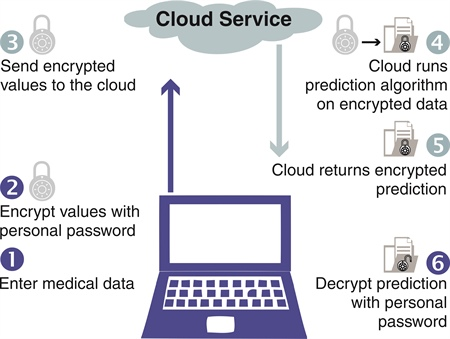 Cloud Service
3
Send encrypted
values to the cloud
2
Encrypt values with
personal password
1
Enter medical data
4
Cloud runs
prediction algorithm
on encrypted data
5
Cloud returns encrypted
prediction
6
Decrypt prediction
with personal
password